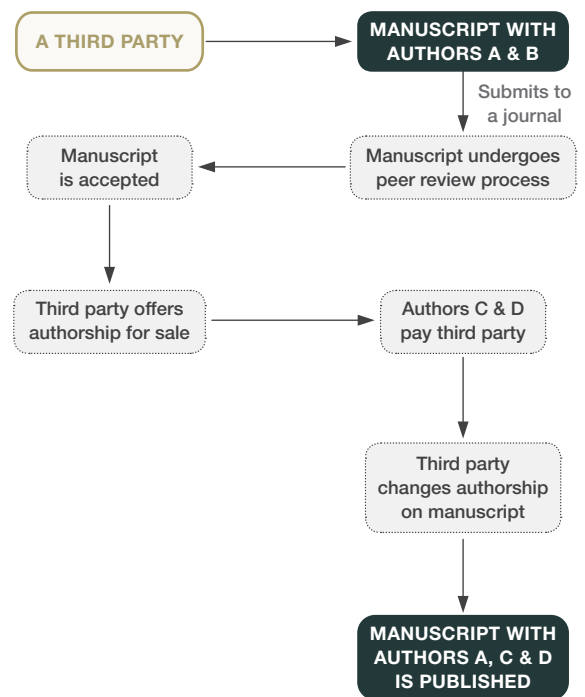 A THIRD PARTY
MANUSCRIPT WITH
AUTHORS A & B
Submits to
a journal
Manuscript undergoes
peer review process
Manuscript
is accepted
Third party offers
authorship for sale
Authors C & D
pay third party
Third party
changes authorship
on manuscript
MANUSCRIPT WITH
AUTHORS A, C & D
IS PUBLISHED